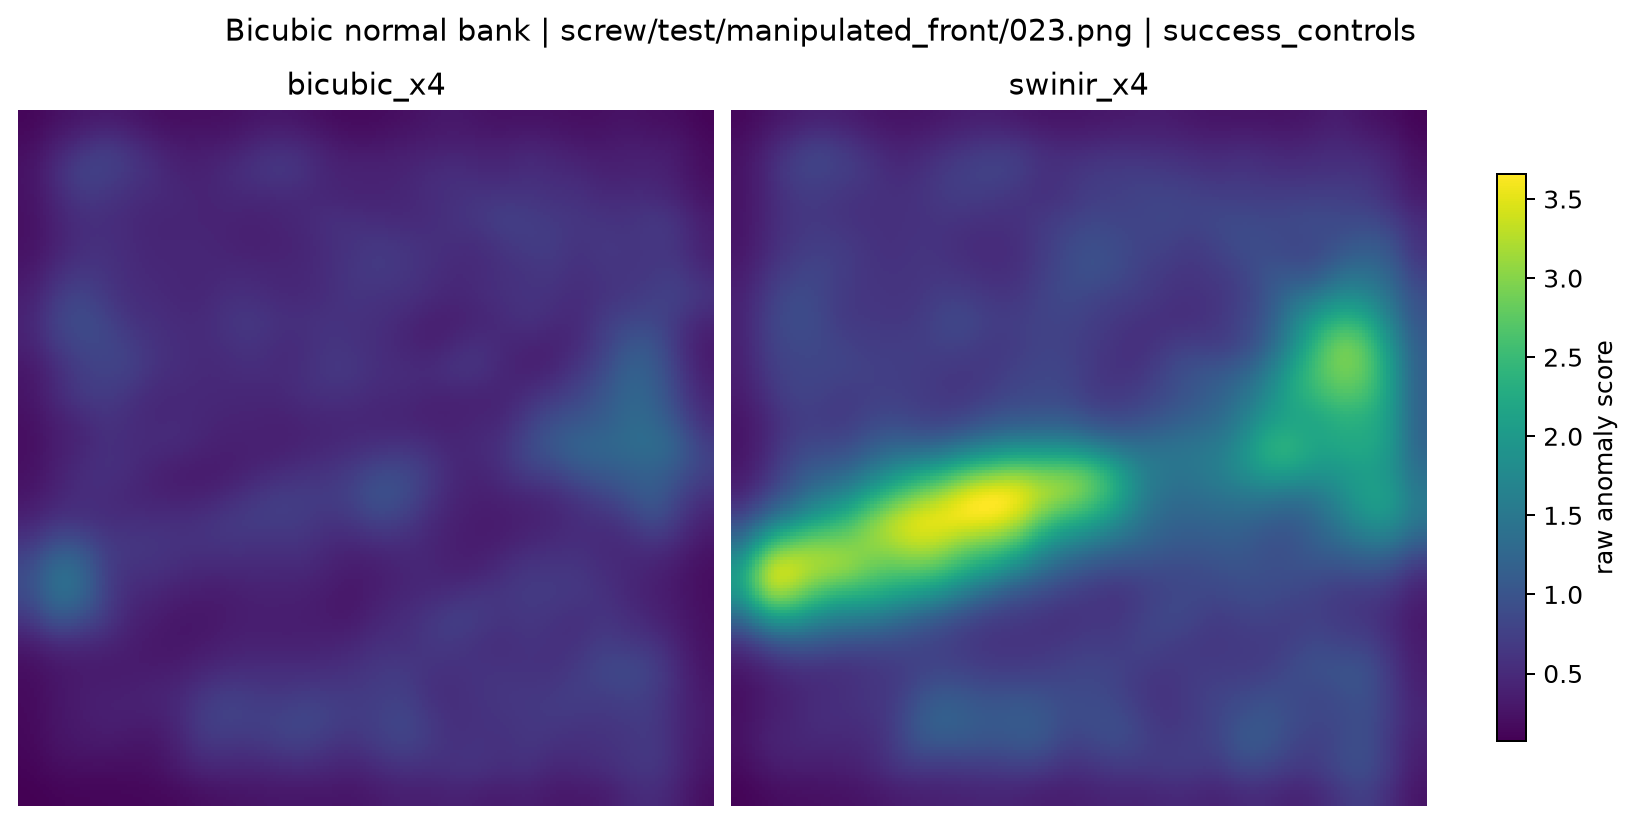 Bicubic normal bank | screw/test/manipulated_front/023.png | success_controls
bicubic_x4
swinir_x4
3.5
3.0
2.5
2.0
1.5
1.0
0.5
raw anomaly score